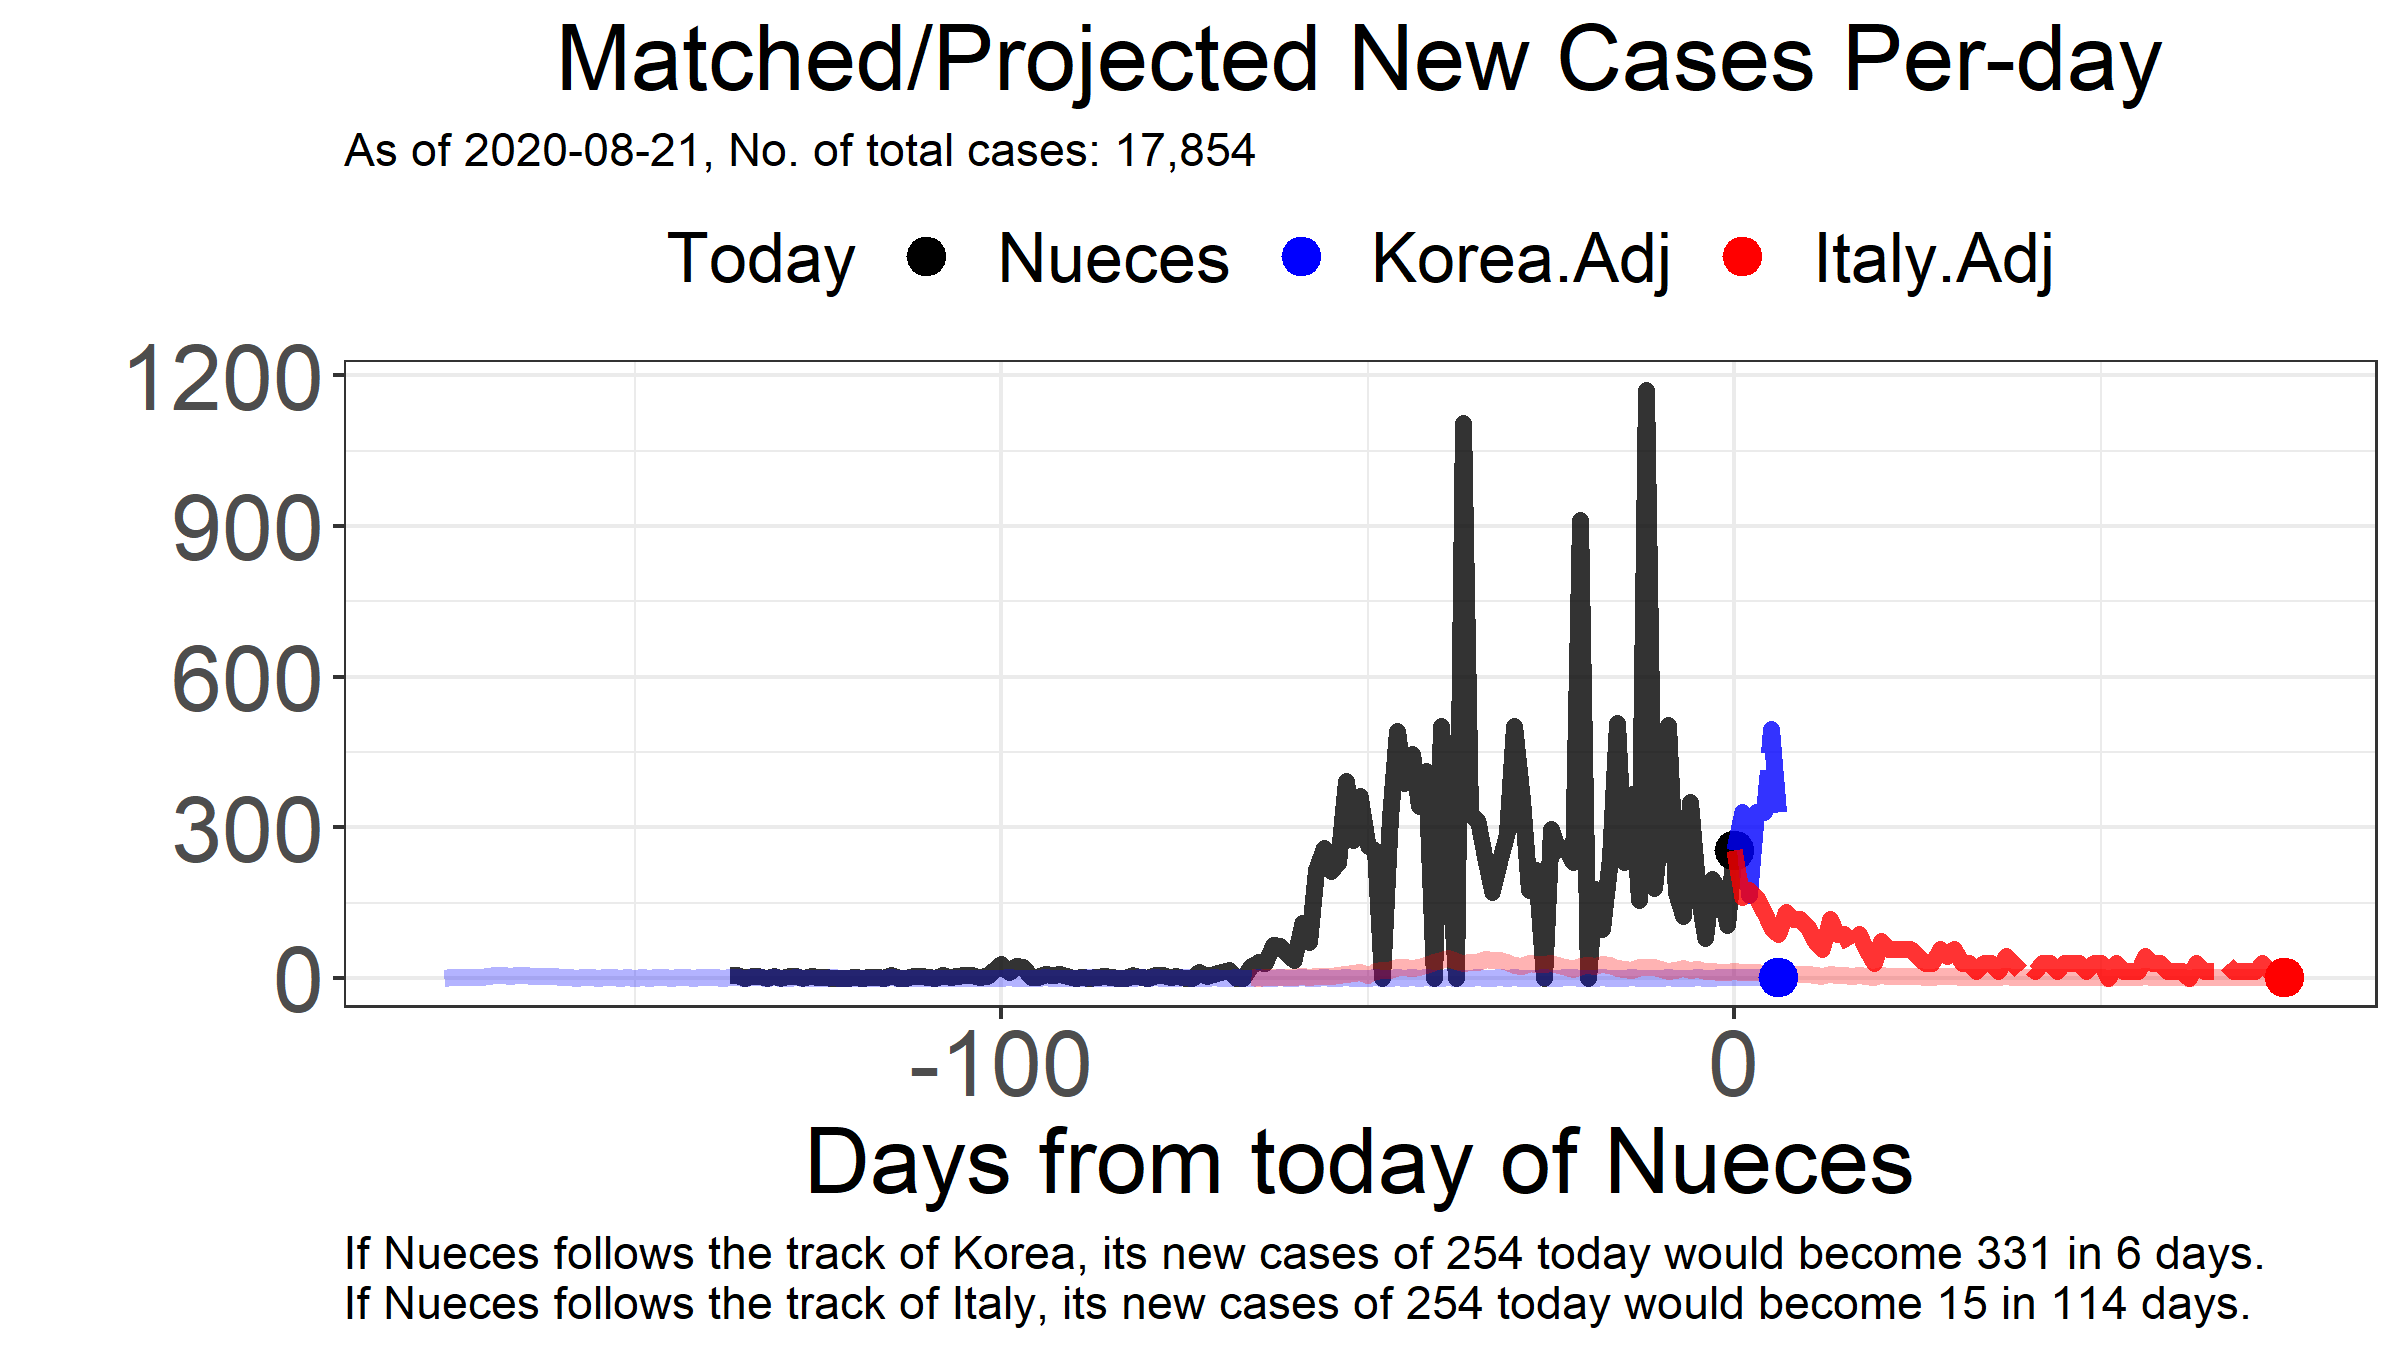 Matched/Projected New Cases Per-day
As of 2020-08-21, No. of total cases: 17,854
Today Nueces Korea.Adj Italy.Adj
1200
900
600
300
0
-100 0
Days from today of Nueces
If Nueces follows the track of Korea, its new cases of 254 today would become 331 in 6 days.
If Nueces follows the track of Italy, its new cases of 254 today would become 15 in 114 days.